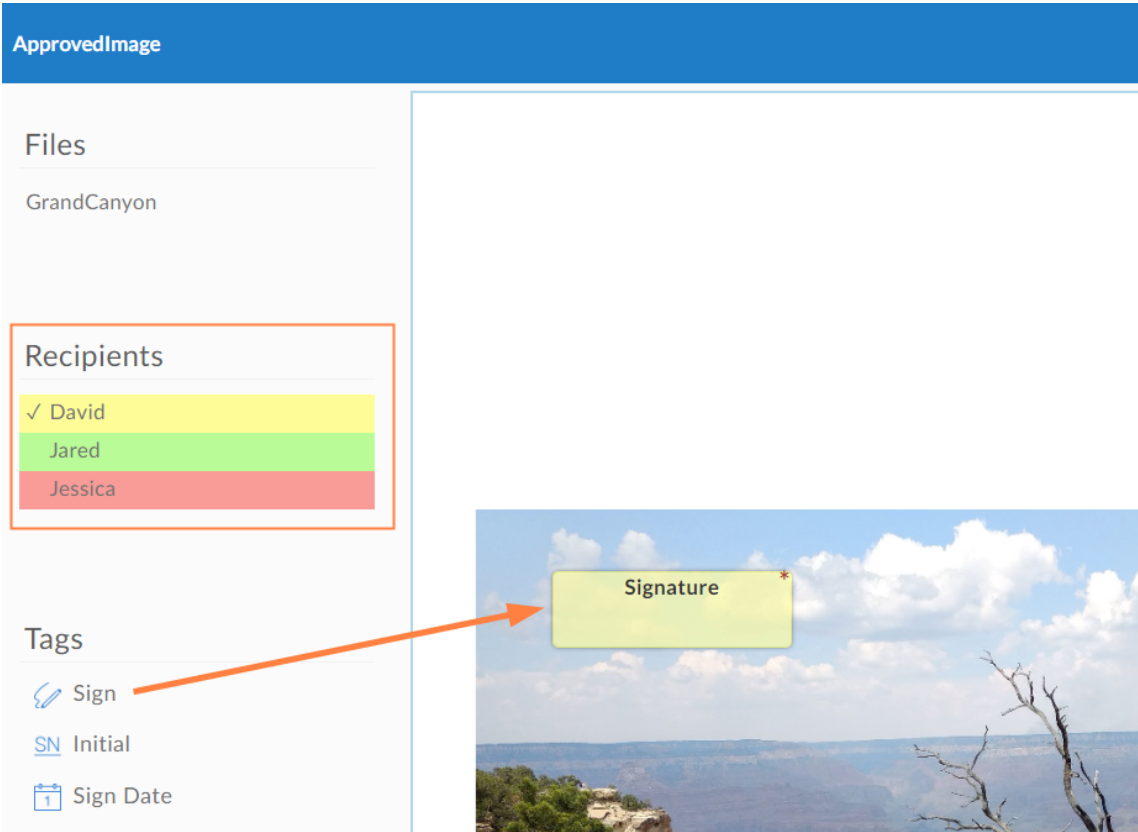 ApprovedImage
Files
GrandCanyon
Recipients
✓ David
Jared
Jessica
Tags
Sign
SN Initial
1 Sign Date
Signature *